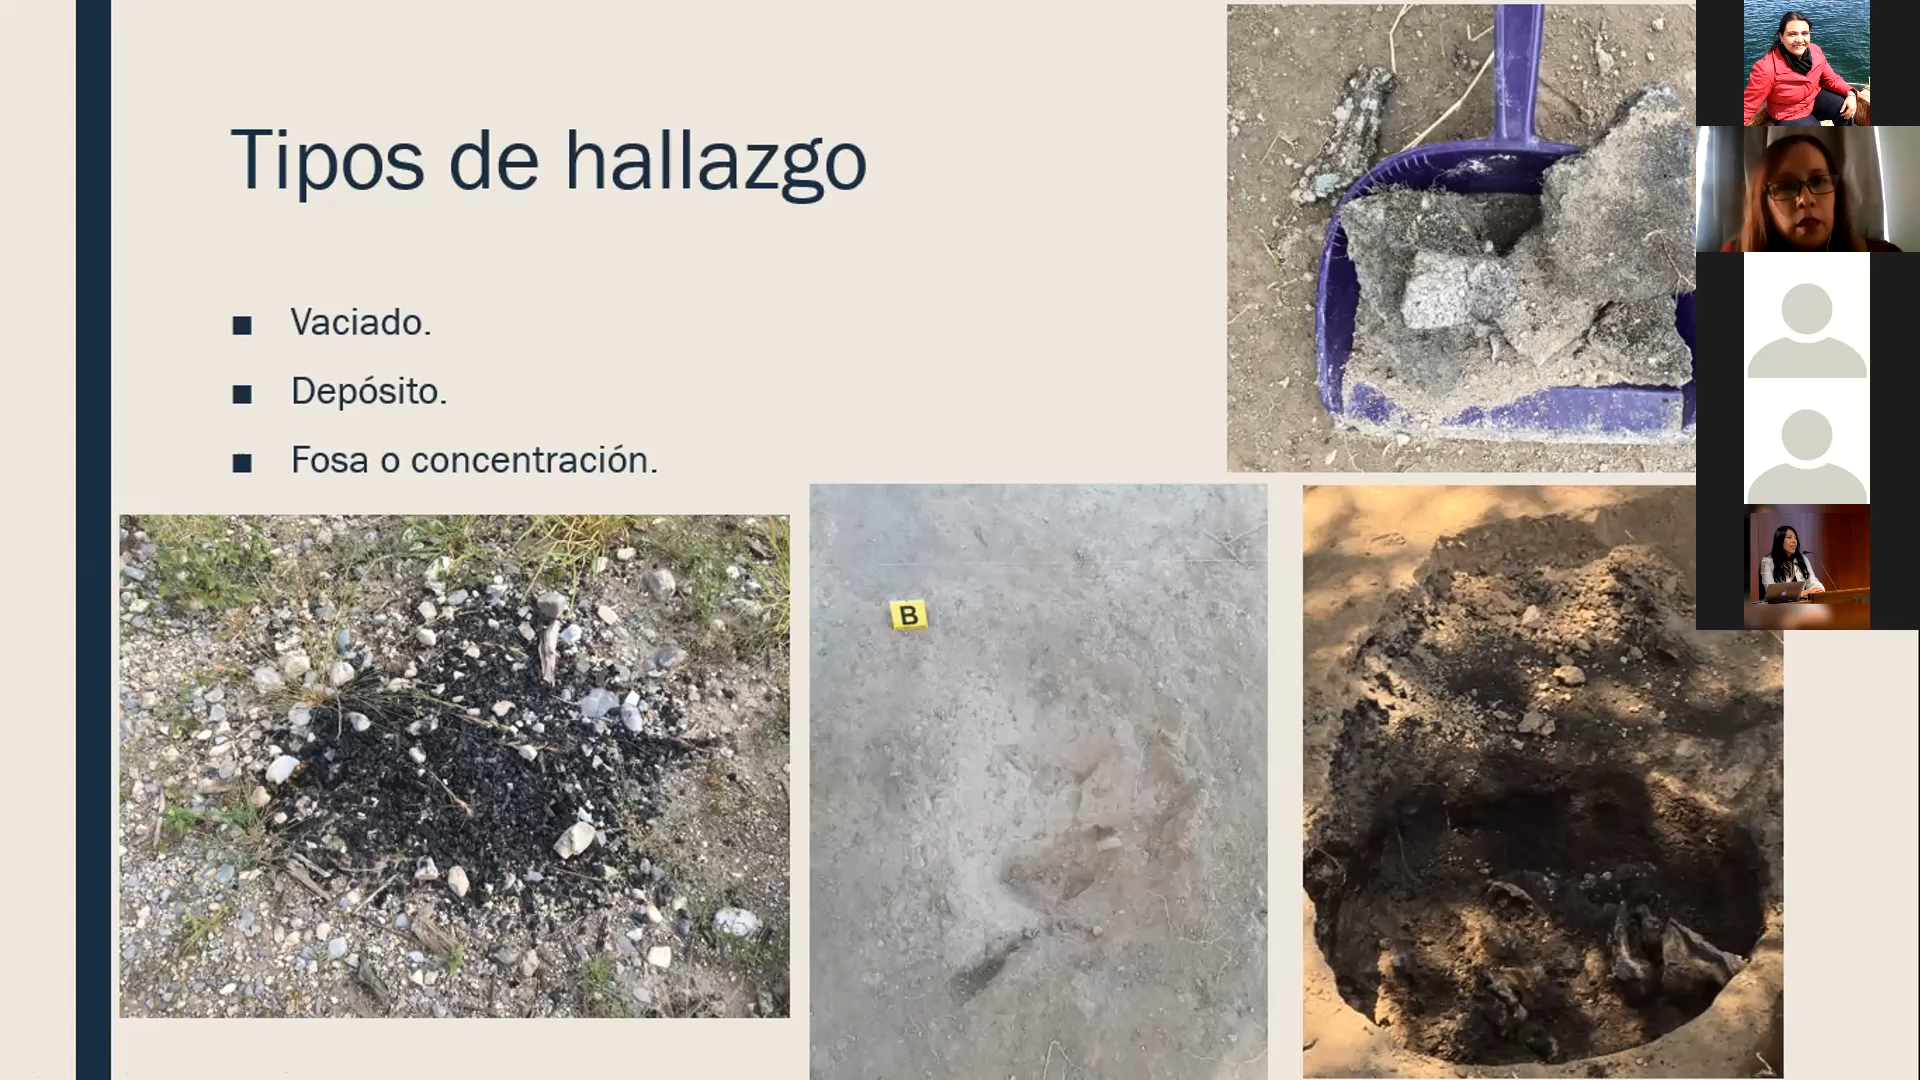 Tipos de hallazgo
■ Vaciado.
■ Depósito.
■ Fosa o concentración.
B